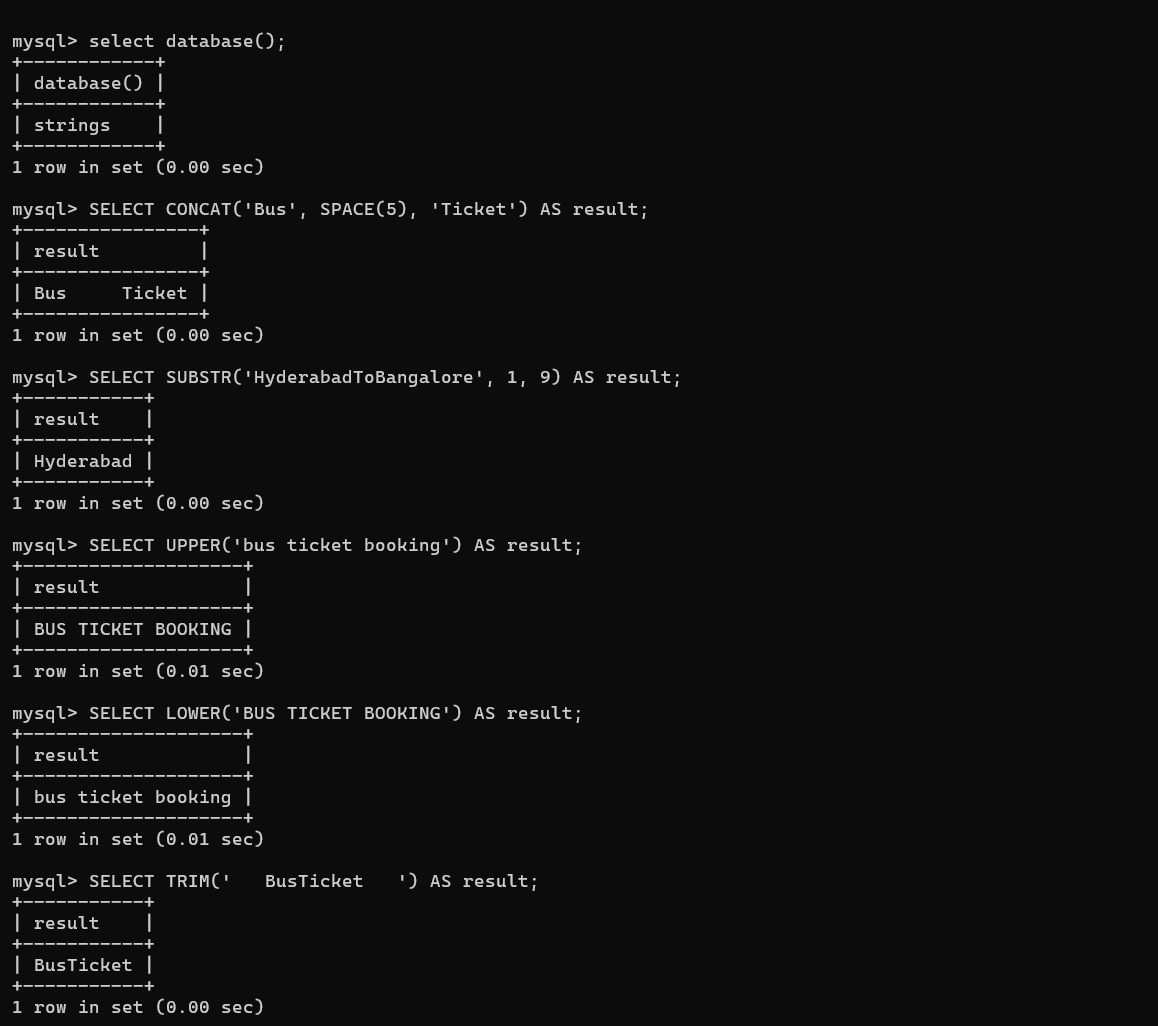 mysql> select database();
+------------+
| database() |
+------------+
| strings    |
+------------+
1 row in set (0.00 sec)

mysql> SELECT CONCAT('Bus', SPACE(5), 'Ticket') AS result;
+----------------+
| result         |
+----------------+
| Bus     Ticket |
+----------------+
1 row in set (0.00 sec)

mysql> SELECT SUBSTR('HyderabadToBangalore', 1, 9) AS result;
+-----------+
| result    |
+-----------+
| Hyderabad |
+-----------+
1 row in set (0.00 sec)

mysql> SELECT UPPER('bus ticket booking') AS result;
+--------------------+
| result             |
+--------------------+
| BUS TICKET BOOKING |
+--------------------+
1 row in set (0.01 sec)

mysql> SELECT LOWER('BUS TICKET BOOKING') AS result;
+--------------------+
| result             |
+--------------------+
| bus ticket booking |
+--------------------+
1 row in set (0.01 sec)

mysql> SELECT TRIM('   BusTicket   ') AS result;
+-----------+
| result    |
+-----------+
| BusTicket |
+-----------+
1 row in set (0.00 sec)